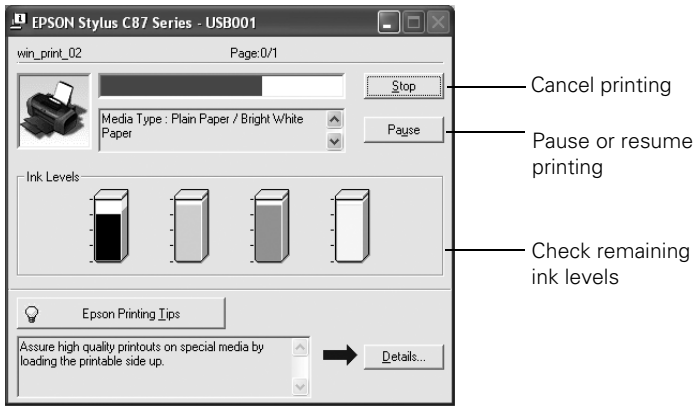 EPSON Stylus C87 Series - USB001
win_print_02 Page:0/1
Stop
Cancel printing
Media Type : Plain Paper / Bright White
Paper
Pause
Pause or resume
printing
Ink Levels
Check remaining
ink levels
Epson Printing Tips
Assure high quality printouts on special media by
loading the printable side up.
Details...